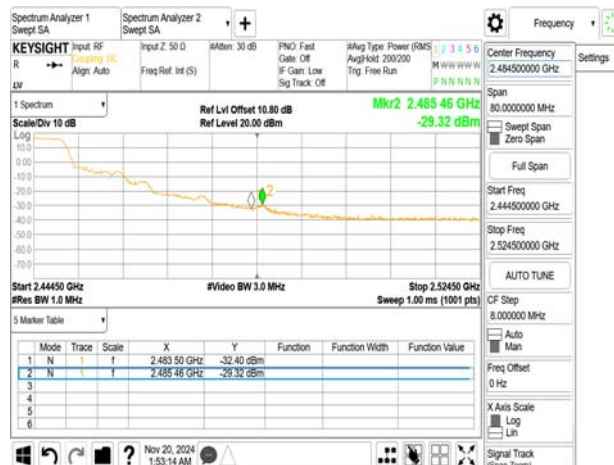 Spectrum Analyzer 1
Swept SA
Spectrum Analyzer 2
Swept SA
Frequency
KEYSIGHT
R
Input: RF
Coupling: DC
Align: Auto
Input Z: 50 Ω
Freq Ref: Int (S)
#Atten: 30 dB
PNO: Fast
Gate: Off
IF Gain: Low
Sig Track: Off
#Avg Type: Power (RMS
Avg|Hold: 200/200
Trig: Free Run
1 2 3 4 5 6
M W W W W W
P N N N N N
1 Spectrum
Scale/Div 10 dB
Ref Lvl Offset 10.80 dB
Ref Level 20.00 dBm
Mkr2 2.485 46 GHz
-29.32 dBm
Log
10.0
0.00
-10.0
-20.0
-30.0
-40.0
-50.0
-60.0
-70.0
2
Start 2.44450 GHz
#Res BW 1.0 MHz
#Video BW 3.0 MHz
Stop 2.52450 GHz
Sweep 1.00 ms (1001 pts)
5 Marker Table
Mode Trace Scale X Y Function Function Width Function Value
1 N 1 f 2.483 50 GHz -32.40 dBm
2 N 1 f 2.485 46 GHz -29.32 dBm
3
4
5
6
Nov 20, 2024
1:53:14 AM
Center Frequency
2.484500000 GHz
Settings
Span
80.0000000 MHz
Swept Span
Zero Span
Full Span
Start Freq
2.444500000 GHz
Stop Freq
2.524500000 GHz
AUTO TUNE
CF Step
8.000000 MHz
Auto
Man
Freq Offset
0 Hz
X Axis Scale
Log
Lin
Signal Track